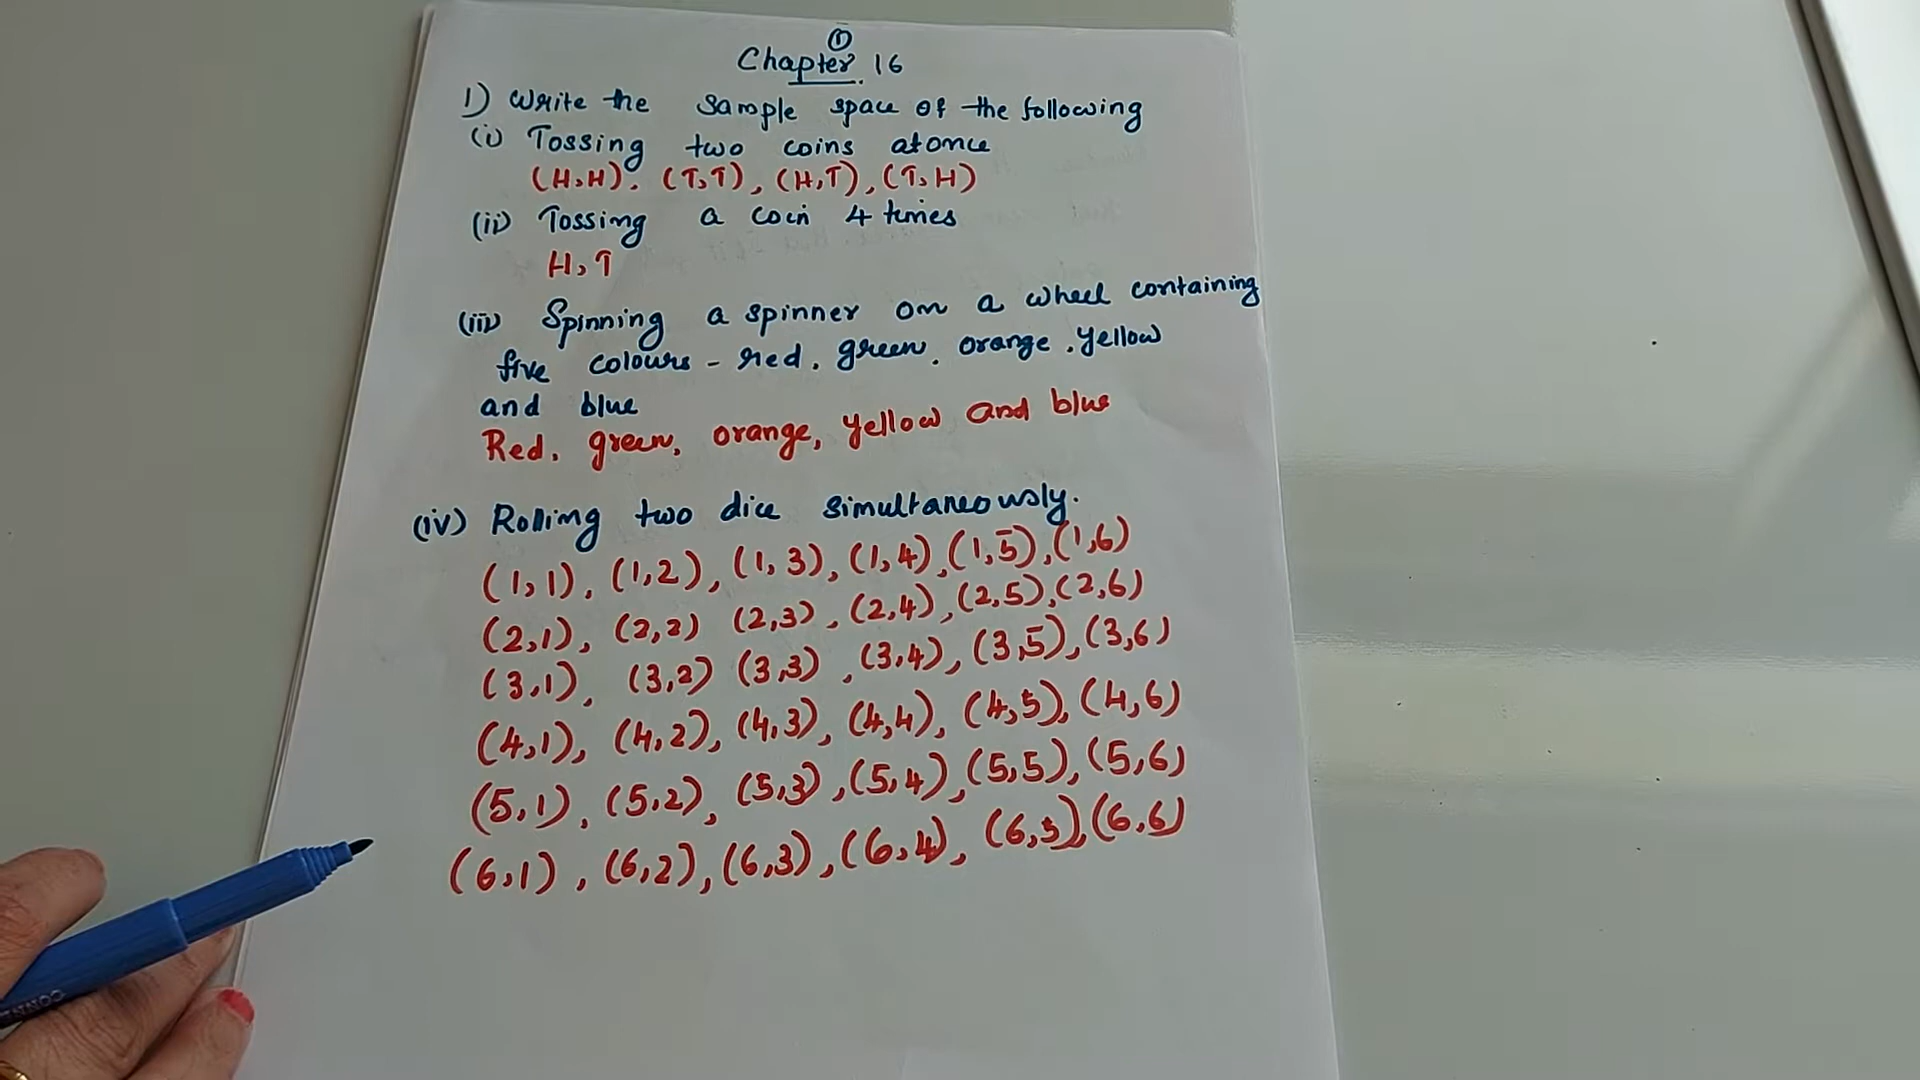 ①
Chapter 16
1) Write the sample space of the following
(i) Tossing two coins atonce
(H,H), (T,T), (H,T), (T,H)
(ii) Tossing a coin 4 times
H, T
(iii) Spinning a spinner on a wheel containing
five colours - red, green, orange, yellow
and blue
Red, green, orange, yellow and blue
(iv) Rolling two dice simultaneously.
(1,1), (1,2), (1,3), (1,4), (1,5), (1,6)
(2,1), (2,2) (2,3), (2,4), (2,5), (2,6)
(3,1), (3,2) (3,3), (3,4), (3,5), (3,6)
(4,1), (4,2), (4,3), (4,4), (4,5), (4,6)
(5,1), (5,2), (5,3), (5,4), (5,5), (5,6)
(6,1), (6,2), (6,3), (6,4), (6,5), (6,6)